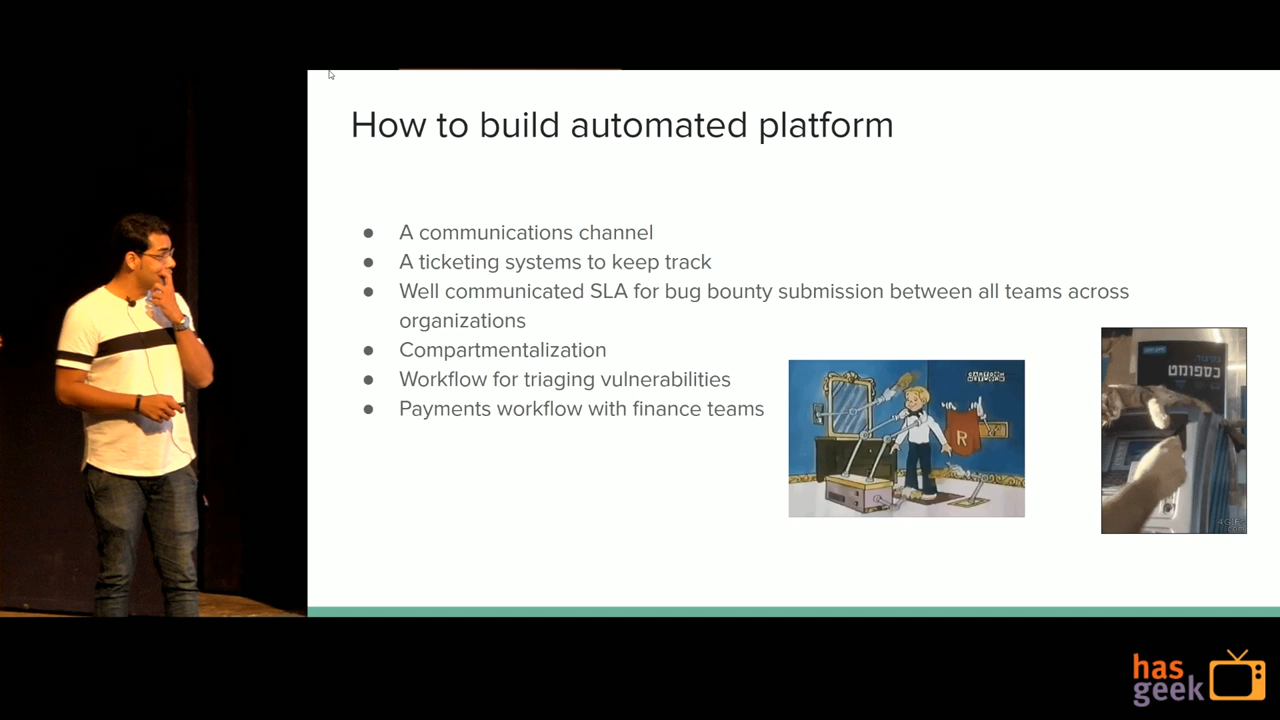 How to build automated platform
● A communications channel
● A ticketing systems to keep track
● Well communicated SLA for bug bounty submission between all teams across
organizations
● Compartmentalization
● Workflow for triaging vulnerabilities
● Payments workflow with finance teams
R
כספומט
has
geek